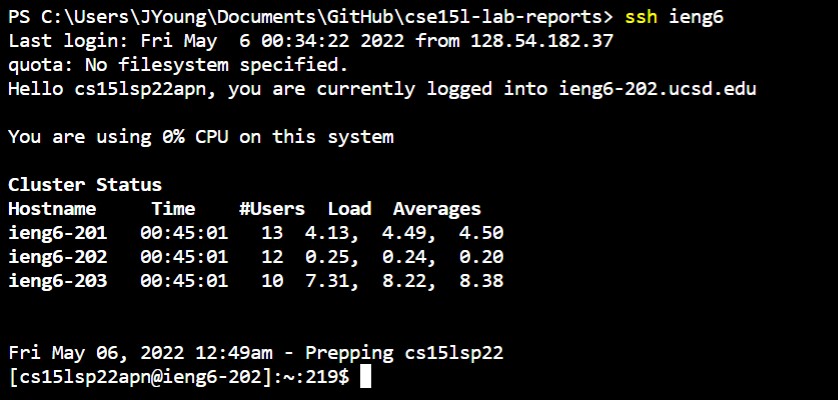 PS C:\Users\JYoung\Documents\GitHub\cse15l-lab-reports> ssh ieng6
Last login: Fri May  6 00:34:22 2022 from 128.54.182.37
quota: No filesystem specified.
Hello cs15lsp22apn, you are currently logged into ieng6-202.ucsd.edu
You are using 0% CPU on this system
Cluster Status
Hostname     Time    #Users  Load  Averages
ieng6-201   00:45:01   13  4.13,  4.49,  4.50
ieng6-202   00:45:01   12  0.25,  0.24,  0.20
ieng6-203   00:45:01   10  7.31,  8.22,  8.38
Fri May 06, 2022 12:49am - Prepping cs15lsp22
[cs15lsp22apn@ieng6-202]:~:219$